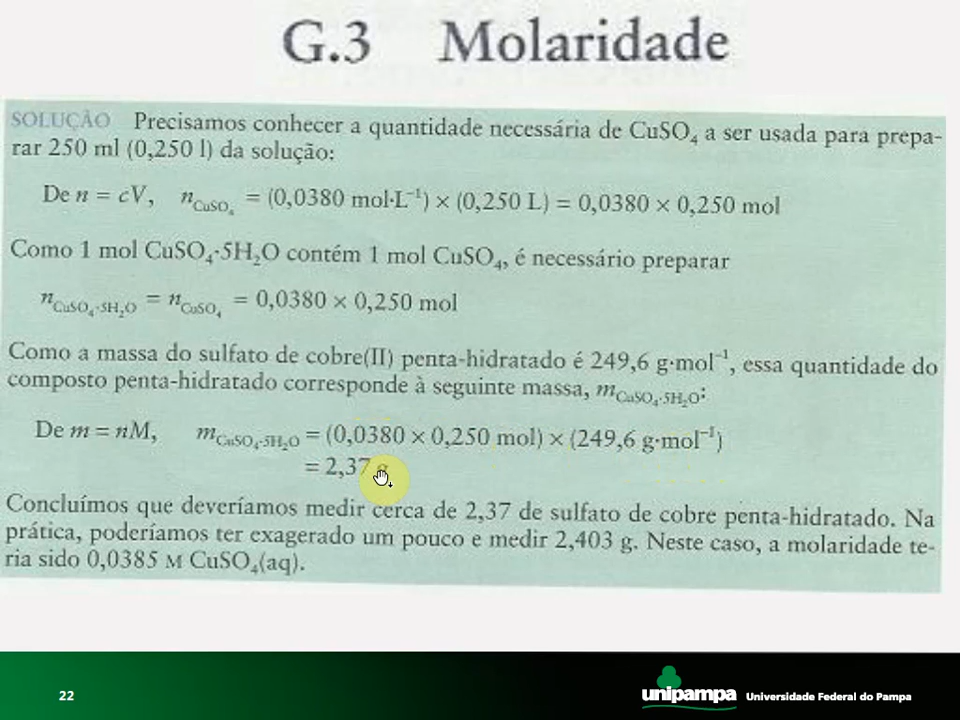 G.3 Molaridade
SOLUÇÃO Precisamos conhecer a quantidade necessária de CuSO₄ a ser usada para prepa-
rar 250 ml (0,250 l) da solução:
De n = cV, n_CuSO₄ = (0,0380 mol·L⁻¹) × (0,250 L) = 0,0380 × 0,250 mol
Como 1 mol CuSO₄·5H₂O contém 1 mol CuSO₄, é necessário preparar
n_CuSO₄·5H₂O = n_CuSO₄ = 0,0380 × 0,250 mol
Como a massa do sulfato de cobre(II) penta-hidratado é 249,6 g·mol⁻¹, essa quantidade do
composto penta-hidratado corresponde à seguinte massa, m_CuSO₄·5H₂O:
De m = nM, m_CuSO₄·5H₂O = (0,0380 × 0,250 mol) × (249,6 g·mol⁻¹)
= 2,37 g
Concluímos que deveríamos medir cerca de 2,37 de sulfato de cobre penta-hidratado. Na
prática, poderíamos ter exagerado um pouco e medir 2,403 g. Neste caso, a molaridade te-
ria sido 0,0385 M CuSO₄(aq).
22
unipampa Universidade Federal do Pampa